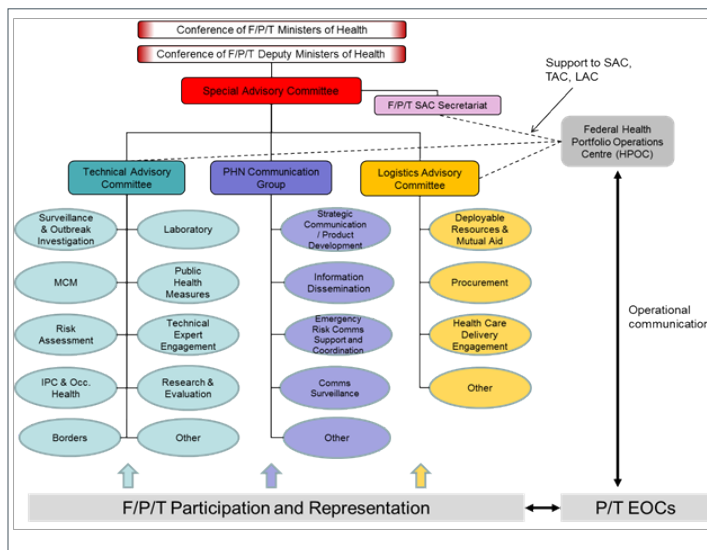 Conference of F/P/T Ministers of Health
Conference of F/P/T Deputy Ministers of Health
Special Advisory Committee
F/P/T SAC Secretariat
Support to SAC,
TAC, LAC
Federal Health
Portfolio Operations
Centre (HPOC)
Technical Advisory
Committee
PHN Communication
Group
Logistics Advisory
Committee
Surveillance
& Outbreak
Investigation
Laboratory
MCM
Public
Health
Measures
Risk
Assessment
Technical
Expert
Engagement
IPC & Occ.
Health
Research &
Evaluation
Borders
Other
Strategic
Communication
/ Product
Development
Information
Dissemination
Emergency
Risk Comms
Support and
Coordination
Comms
Surveillance
Other
Deployable
Resources &
Mutual Aid
Procurement
Health Care
Delivery
Engagement
Other
Operational
communication
F/P/T Participation and Representation
P/T EOCs